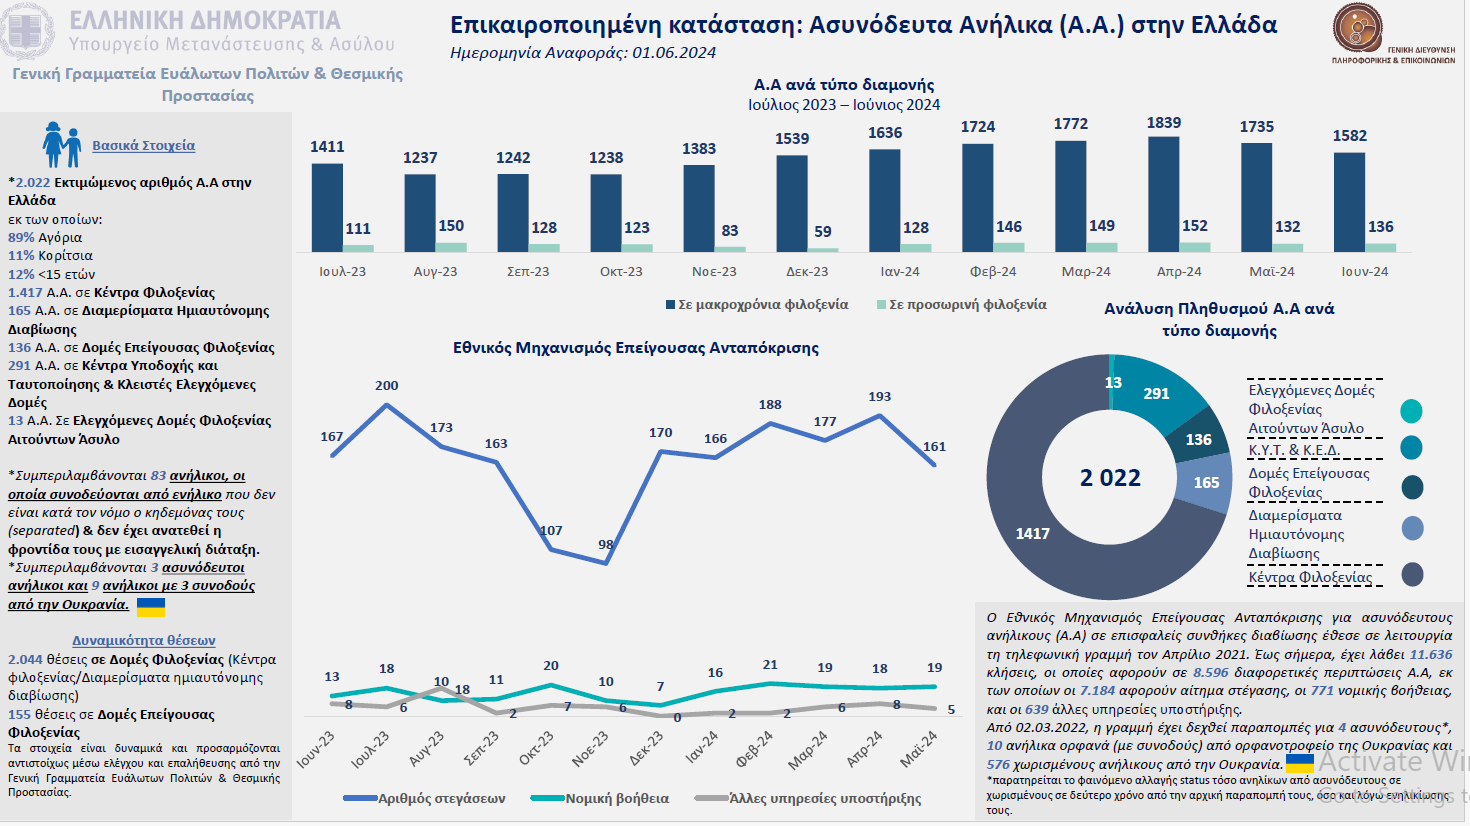 ΕΛΛΗΝΙΚΗ ΔΗΜΟΚΡΑΤΙΑ
Υπουργείο Μετανάστευσης & Ασύλου
Γενική Γραμματεία Ευάλωτων Πολιτών & Θεσμικής
Προστασίας
Επικαιροποιημένη κατάσταση: Ασυνόδευτα Ανήλικα (Α.Α.) στην Ελλάδα
Ημερομηνία Αναφοράς: 01.06.2024
ΓΕΝΙΚΗ ΔΙΕΥΘΥΝΣΗ
ΠΛΗΡΟΦΟΡΙΚΗΣ & ΕΠΙΚΟΙΝΩΝΙΩΝ
Βασικά Στοιχεία
*2.022 Εκτιμώμενος αριθμός Α.Α στην
Ελλάδα
εκ των οποίων:
89% Αγόρια
11% Κορίτσια
12% <15 ετών
1.417 Α.Α. σε Κέντρα Φιλοξενίας
165 Α.Α. σε Διαμερίσματα Ημιαυτόνομης
Διαβίωσης
136 Α.Α. σε Δομές Επείγουσας Φιλοξενίας
291 Α.Α. σε Κέντρα Υποδοχής και
Ταυτοποίησης & Κλειστές Ελεγχόμενες
Δομές
13 Α.Α. Σε Ελεγχόμενες Δομές Φιλοξενίας
Αιτούντων Άσυλο
*Συμπεριλαμβάνονται 83 ανήλικοι, οι
οποία συνοδεύονται από ενήλικο που δεν
είναι κατά τον νόμο ο κηδεμόνας τους
(separated) & δεν έχει ανατεθεί η
φροντίδα τους με εισαγγελική διάταξη.
*Συμπεριλαμβάνονται 3 ασυνόδευτοι
ανήλικοι και 9 ανήλικοι με 3 συνοδούς
από την Ουκρανία.
Δυναμικότητα θέσεων
2.044 θέσεις σε Δομές Φιλοξενίας (Κέντρα
φιλοξενίας/Διαμερίσματα ημιαυτόνομης
διαβίωσης)
155 θέσεις σε Δομές Επείγουσας
Φιλοξενίας
Τα στοιχεία είναι δυναμικά και προσαρμόζονται
αντιστοίχως μέσω ελέγχου και επαλήθευσης από την
Γενική Γραμματεία Ευάλωτων Πολιτών & Θεσμικής
Προστασίας.
Α.Α ανά τύπο διαμονής
Ιούλιος 2023 – Ιούνιος 2024
1411 1237 1242 1238 1383 1539 1636 1724 1772 1839 1735 1582
111 150 128 123 83 59 128 146 149 152 132 136
Ιουλ-23 Αυγ-23 Σεπ-23 Οκτ-23 Νοε-23 Δεκ-23 Ιαν-24 Φεβ-24 Μαρ-24 Απρ-24 Μαϊ-24 Ιουν-24
Σε μακροχρόνια φιλοξενία Σε προσωρινή φιλοξενία
Εθνικός Μηχανισμός Επείγουσας Ανταπόκρισης
167 200 173 163 107 98 170 166 188 177 193 161
13 18 18 11 20 10 7 16 21 19 18 19
8 6 10 2 7 6 0 2 2 6 8 5
Ιουν-23 Ιουλ-23 Αυγ-23 Σεπ-23 Οκτ-23 Νοε-23 Δεκ-23 Ιαν-24 Φεβ-24 Μαρ-24 Απρ-24 Μαϊ-24
Αριθμός στεγάσεων Νομική βοήθεια Άλλες υπηρεσίες υποστήριξης
Ανάλυση Πληθυσμού Α.Α ανά
τύπο διαμονής
13
291
136
165
1417
2 022
Ελεγχόμενες Δομές
Φιλοξενίας
Αιτούντων Άσυλο
Κ.Υ.Τ. & Κ.Ε.Δ.
Δομές Επείγουσας
Φιλοξενίας
Διαμερίσματα
Ημιαυτόνομης
Διαβίωσης
Κέντρα Φιλοξενίας
Ο Εθνικός Μηχανισμός Επείγουσας Ανταπόκρισης για ασυνόδευτους
ανήλικους (Α.Α) σε επισφαλείς συνθήκες διαβίωσης έθεσε σε λειτουργία
τη τηλεφωνική γραμμή τον Απρίλιο 2021. Έως σήμερα, έχει λάβει 11.636
κλήσεις, οι οποίες αφορούν σε 8.596 διαφορετικές περιπτώσεις Α.Α, εκ
των οποίων οι 7.184 αφορούν αίτημα στέγασης, οι 771 νομικής βοήθειας,
και οι 639 άλλες υπηρεσίες υποστήριξης.
Από 02.03.2022, η γραμμή έχει δεχθεί παραπομπές για 4 ασυνόδευτους*,
10 ανήλικα ορφανά (με συνοδούς) από ορφανοτροφείο της Ουκρανίας και
576 χωρισμένους ανήλικους από την Ουκρανία.
*παρατηρείται το φαινόμενο αλλαγής status τόσο ανηλίκων από ασυνόδευτους σε
χωρισμένους σε δεύτερο χρόνο από την αρχική παραπομπή τους, όσο και λόγω ενηλικίωσής
τους.
Activate Wi
Go to Settings t